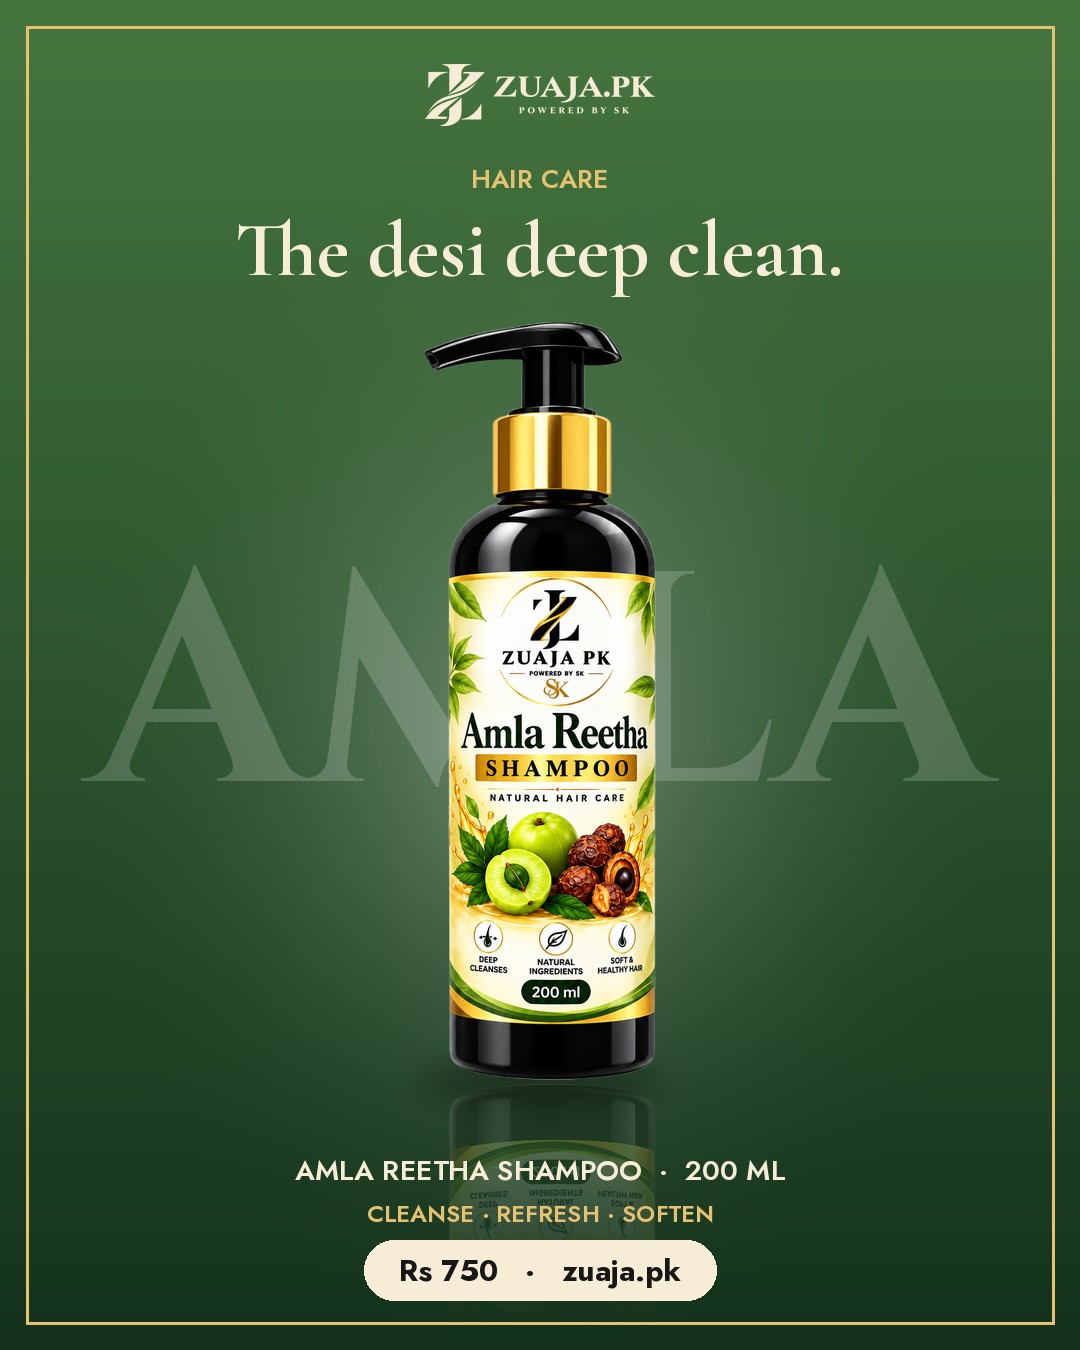 ZUAJA.PK
POWERED BY SK
HAIR CARE
The desi deep clean.
AMLA
ZUAJA PK
POWERED BY SK
SK
Amla Reetha
SHAMPOO
NATURAL HAIR CARE
DEEP
CLEANSES
NATURAL
INGREDIENTS
SOFT &
HEALTHY HAIR
200 ml
AMLA REETHA SHAMPOO · 200 ML
CLEANSE · REFRESH · SOFTEN
Rs 750 · zuaja.pk